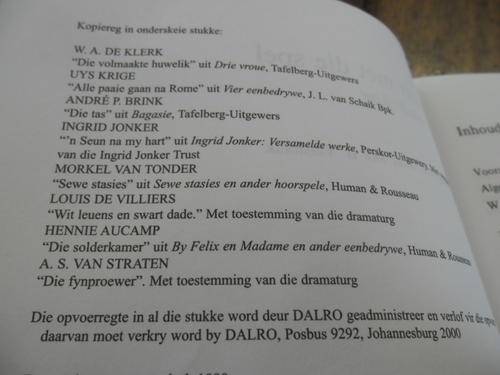 Kopiereg in onderskeie stukke:
W. A. DE KLERK
"Die volmaakte huwelik" uit Drie vroue, Tafelberg-Uitgewers
UYS KRIGE
"Alle paaie gaan na Rome" uit Vier eenbedrywe, J. L. van Schaik Bpk.
ANDRÉ P. BRINK
"Die tas" uit Bagasie, Tafelberg-Uitgewers
INGRID JONKER
"'n Seun na my hart" uit Ingrid Jonker: Versamelde werke, Perskor-Uitgewery.
van die Ingrid Jonker Trust
MORKEL VAN TONDER
"Sewe stasies" uit Sewe stasies en ander hoorspele, Human & Rousseau
LOUIS DE VILLIERS
"Wit leuens en swart dade." Met toestemming van die dramaturg
HENNIE AUCAMP
"Die solderkamer" uit By Felix en Madame en ander eenbedrywe, Human & Rousseau
A. S. VAN STRATEN
"Die fynproewer". Met toestemming van die dramaturg
Die opvoerregte in al die stukke word deur DALRO geadministreer en verlof vir die
daarvan moet verkry word by DALRO, Posbus 9292, Johannesburg 2000
Inhoud